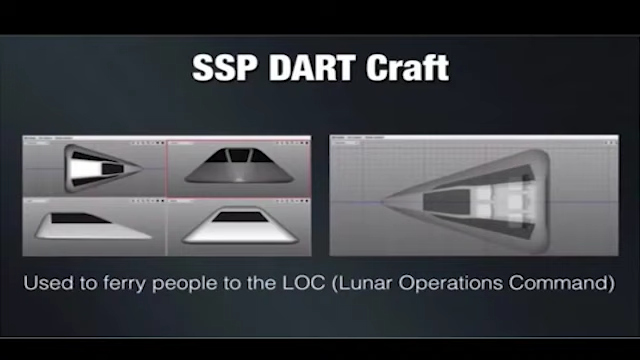 SSP DART Craft
Used to ferry people to the LOC (Lunar Operations Command)